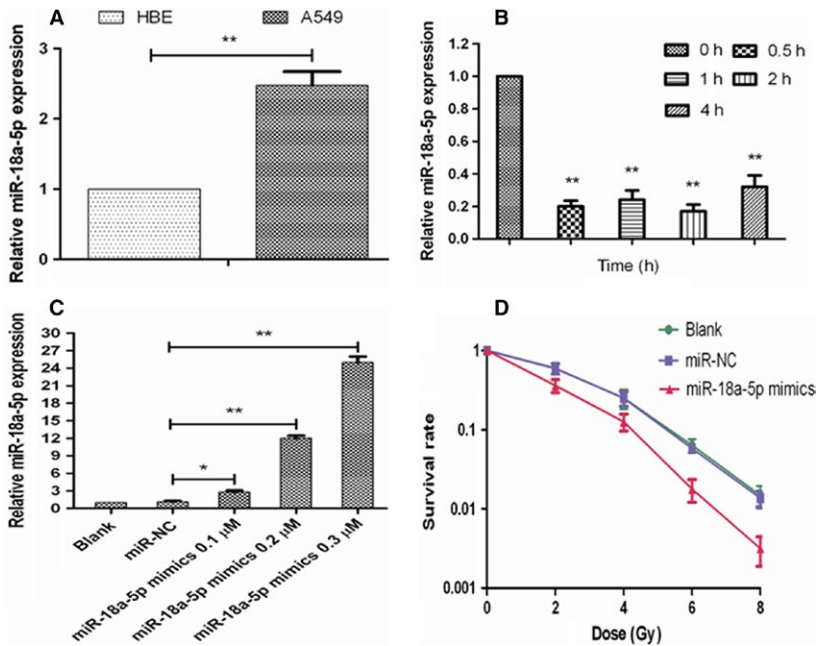 A
HBE
A549
**
Relative miR-18a-5p expression
3
2
1
0
B
0 h
0.5 h
1 h
2 h
4 h
Relative miR-18a-5p expression
1.2
1.0
0.8
0.6
0.4
0.2
0.0
**
**
**
**
Time (h)
C
Relative miR-18a-5p expression
30
27
24
21
18
15
12
9
6
3
0
**
**
*
Blank
miR-NC
miR-18a-5p mimics 0.1 μM
miR-18a-5p mimics 0.2 μM
miR-18a-5p mimics 0.3 μM
D
Blank
miR-NC
miR-18a-5p mimics
Survival rate
1
0.1
0.01
0.001
0
2
4
6
8
Dose (Gy)